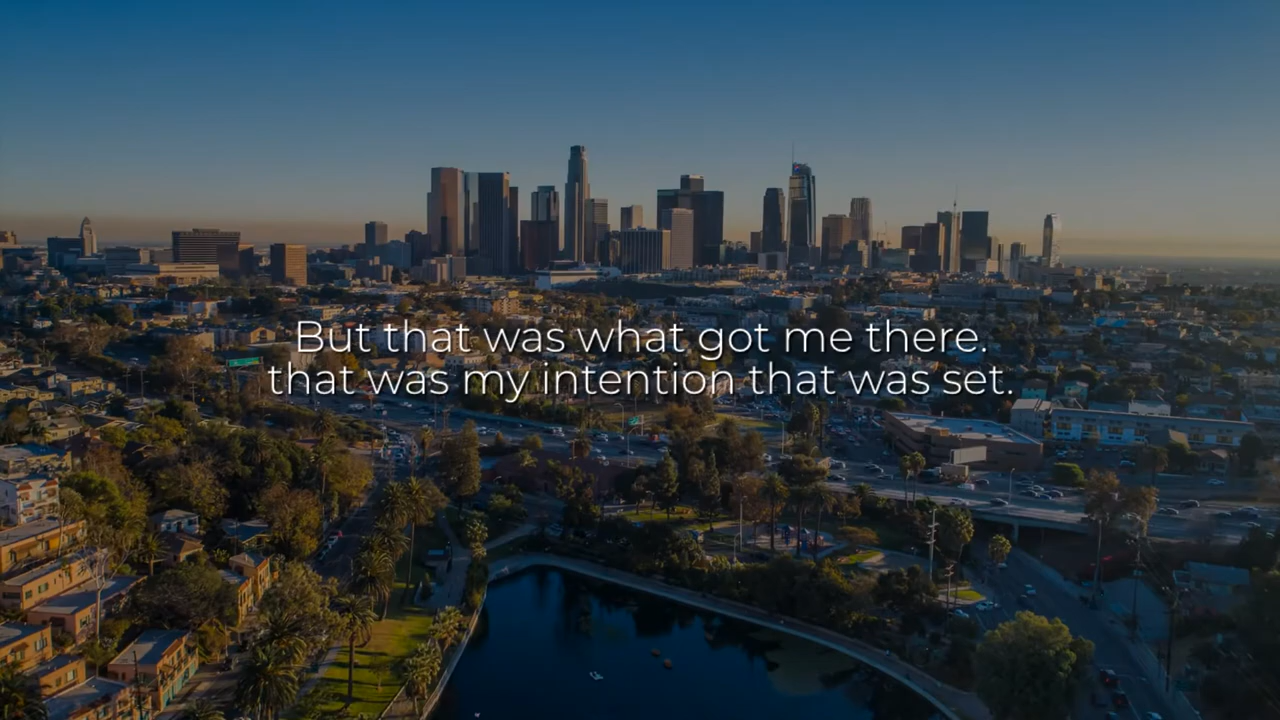 But that was what got me there.
that was my intention that was set.